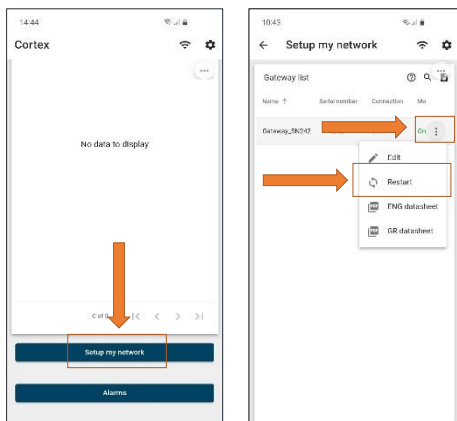 14:44
Cortex
No data to display
0 of 0
Setup my network
Alarms
10:43
Setup my network
Gateway list
Name ↑ Serial number Connection Mo
Gateway_SN242 On
Edit
Restart
ENG datasheet
GR datasheet